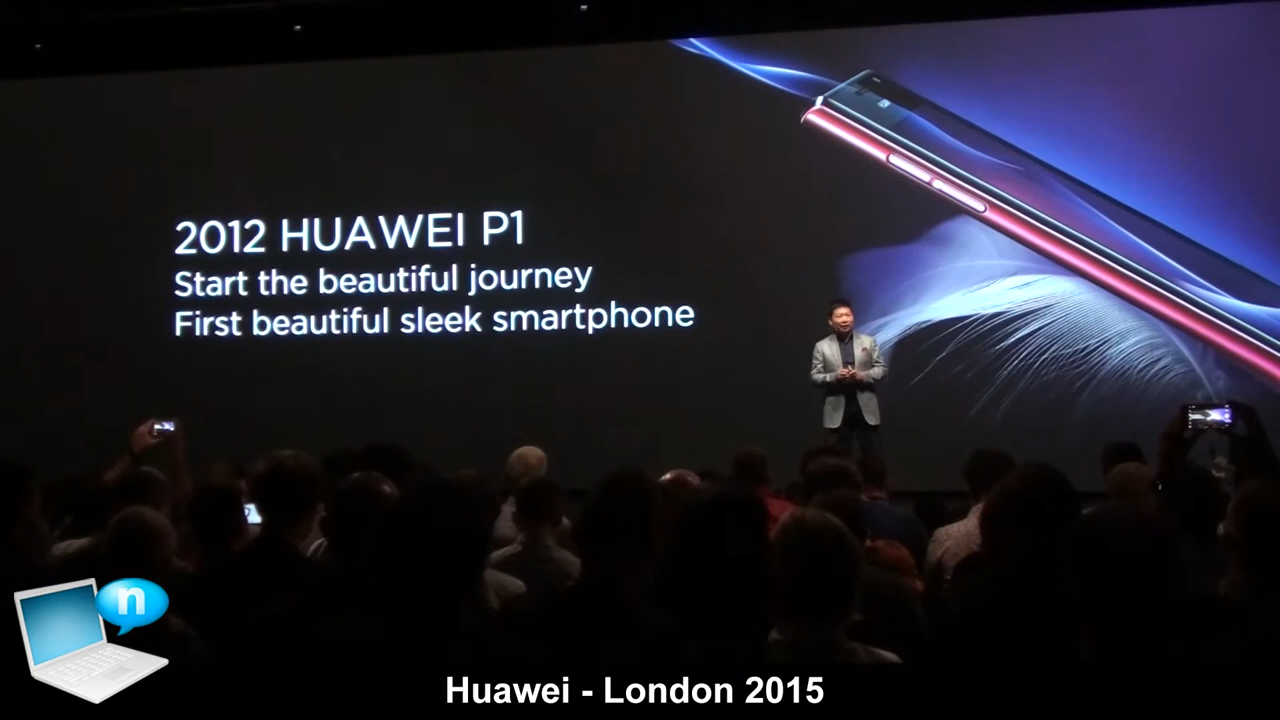 2012 HUAWEI P1
Start the beautiful journey
First beautiful sleek smartphone
n
Huawei - London 2015